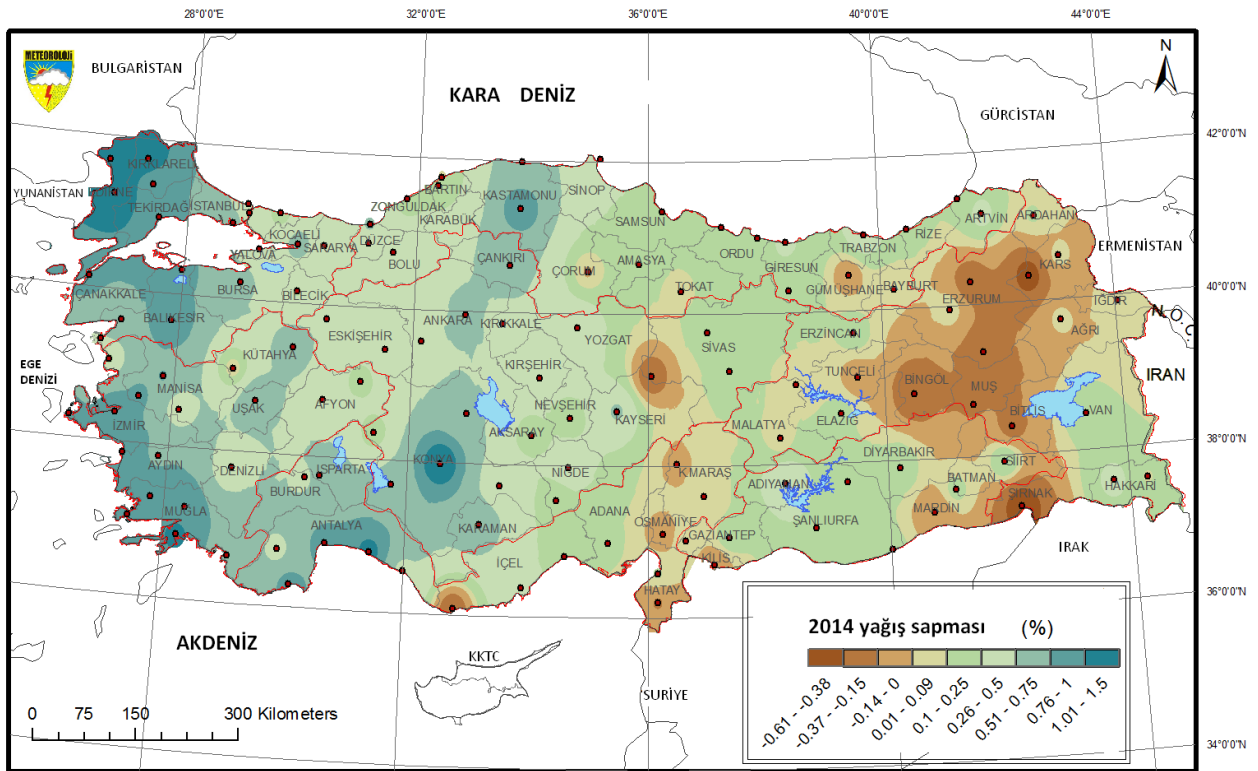 28°0'0"E 32°0'0"E 36°0'0"E 40°0'0"E 44°0'0"E
METEOROLOJİ
BULGARİSTAN
KARA DENİZ
N
GÜRCİSTAN
42°0'0"N
YUNANİSTAN
KIRKLARELİ
EDİRNE
TEKİRDAĞ
İSTANBUL
KOCAELİ
YALOVA
SAKARYA
DÜZCE
ZONGULDAK
BARTIN
KARABÜK
KASTAMONU
SİNOP
SAMSUN
BOLU
ÇANKIRI
ÇORUM
AMASYA
ORDU
GİRESUN
TRABZON
RİZE
ARTVİN
ARDAHAN
ERMENİSTAN
KARS
ÇANAKKALE
BALIKESİR
BURSA
BİLECİK
ESKİŞEHİR
ANKARA
KIRIKKALE
YOZGAT
TOKAT
SİVAS
GÜMÜŞHANE
BAYBURT
ERZİNCAN
ERZURUM
IĞDIR
AĞRI
N.Ö.C.
40°0'0"N
EGE
DENİZİ
KÜTAHYA
MANİSA
UŞAK
AFYON
KIRŞEHİR
NEVŞEHİR
KAYSERİ
TUNCELİ
BİNGÖL
MUŞ
BİTLİS
VAN
IRAN
İZMİR
AYDIN
DENİZLİ
ISPARTA
BURDUR
KONYA
AKSARAY
NİĞDE
K.MARAŞ
MALATYA
ELAZIĞ
DİYARBAKIR
ADIYAMAN
SİİRT
BATMAN
ŞIRNAK
MARDİN
HAKKARİ
38°0'0"N
MUĞLA
ANTALYA
KARAMAN
İÇEL
ADANA
OSMANİYE
GAZİANTEP
KİLİS
HATAY
ŞANLIURFA
IRAK
36°0'0"N
AKDENİZ
KKTC
SURİYE
2014 yağış sapması (%)
-0.61 - -0.38
-0.37 - -0.15
-0.14 - 0
0.01 - 0.09
0.1 - 0.25
0.26 - 0.5
0.51 - 0.75
0.76 - 1
1.01 - 1.5
0 75 150 300 Kilometers
34°0'0"N